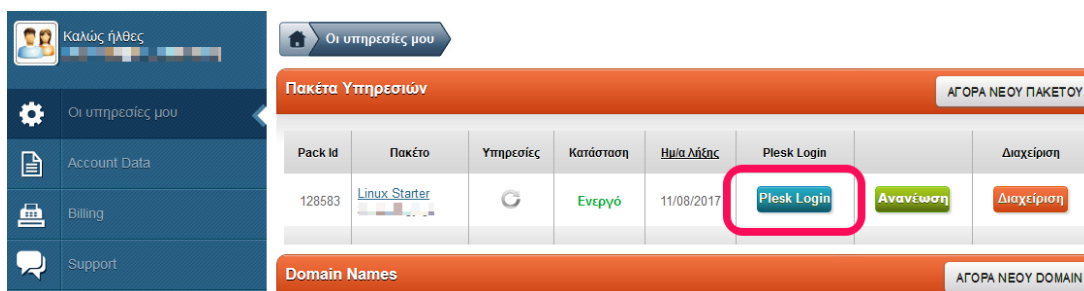 Καλώς ήλθες
Οι υπηρεσίες μου
Account Data
Billing
Support
Οι υπηρεσίες μου
Πακέτα Υπηρεσιών
ΑΓΟΡΑ ΝΕΟΥ ΠΑΚΕΤΟΥ
Pack Id Πακέτο Υπηρεσίες Κατάσταση Ημ/α Λήξης Plesk Login Διαχείριση
128583 Linux Starter Ενεργό 11/08/2017 Plesk Login Ανανέωση Διαχείριση
Domain Names
ΑΓΟΡΑ ΝΕΟΥ DOMAIN